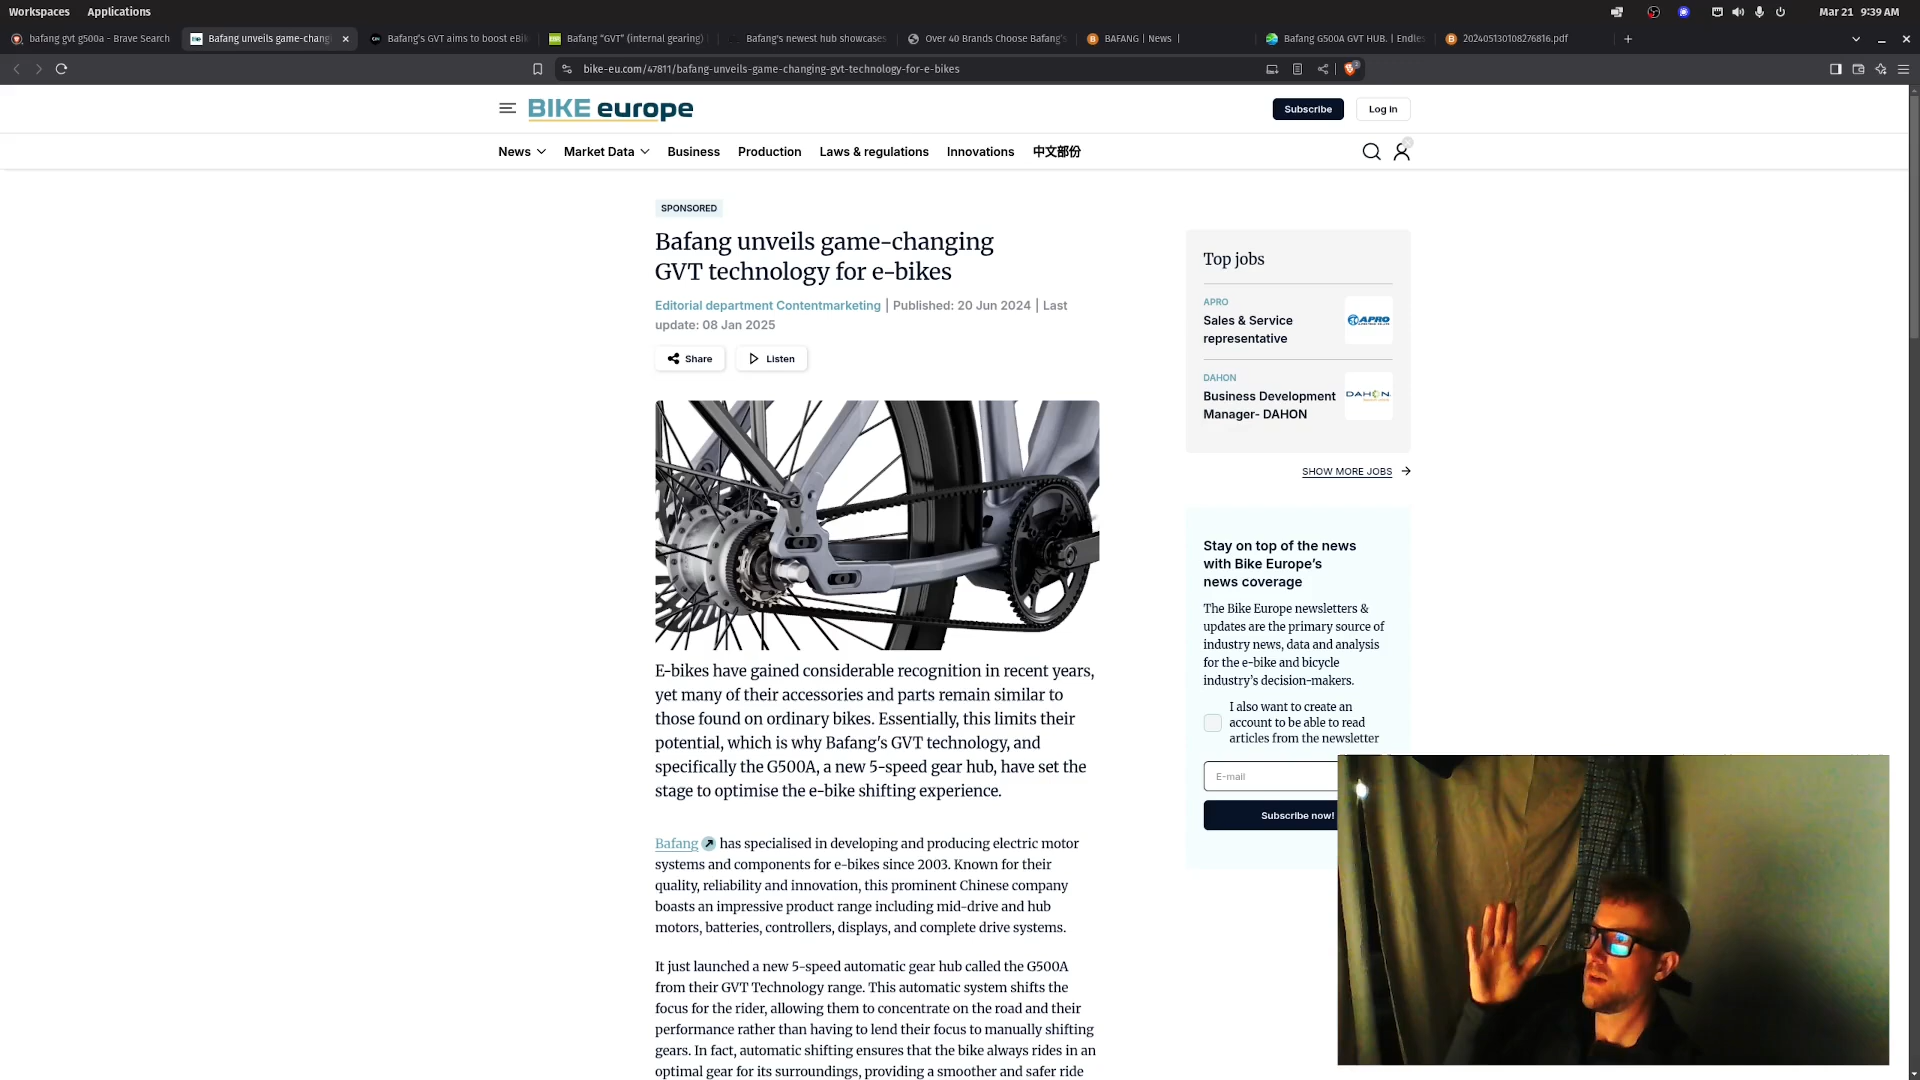 Workspaces Applications Mar 21 9:39 AM
bafang gvt g500a - Brave Search Bafang unveils game-chang Bafang's GVT aims to boost eBik Bafang "GVT" (internal gearing) Bafang's newest hub showcases Over 40 Brands Choose Bafang's BAFANG | News | Bafang G500A GVT HUB. | Endles 202405130108276816.pdf
bike-eu.com/47811/bafang-unveils-game-changing-gvt-technology-for-e-bikes
BIKE europe
Subscribe Log in
News Market Data Business Production Laws & regulations Innovations 中文部份
SPONSORED
Bafang unveils game-changing
GVT technology for e-bikes
Editorial department Contentmarketing | Published: 20 Jun 2024 | Last
update: 08 Jan 2025
Share Listen
E-bikes have gained considerable recognition in recent years,
yet many of their accessories and parts remain similar to
those found on ordinary bikes. Essentially, this limits their
potential, which is why Bafang's GVT technology, and
specifically the G500A, a new 5-speed gear hub, have set the
stage to optimise the e-bike shifting experience.
Bafang has specialised in developing and producing electric motor
systems and components for e-bikes since 2003. Known for their
quality, reliability and innovation, this prominent Chinese company
boasts an impressive product range including mid-drive and hub
motors, batteries, controllers, displays, and complete drive systems.
It just launched a new 5-speed automatic gear hub called the G500A
from their GVT Technology range. This automatic system shifts the
focus for the rider, allowing them to concentrate on the road and their
performance rather than having to lend their focus to manually shifting
gears. In fact, automatic shifting ensures that the bike always rides in an
optimal gear for its surroundings, providing a smoother and safer ride
Top jobs
APRO
Sales & Service
representative
APRO
DAHON
Business Development
Manager- DAHON
DAHON
SHOW MORE JOBS
Stay on top of the news
with Bike Europe's
news coverage
The Bike Europe newsletters &
updates are the primary source of
industry news, data and analysis
for the e-bike and bicycle
industry's decision-makers.
I also want to create an
account to be able to read
articles from the newsletter
E-mail
Subscribe now!